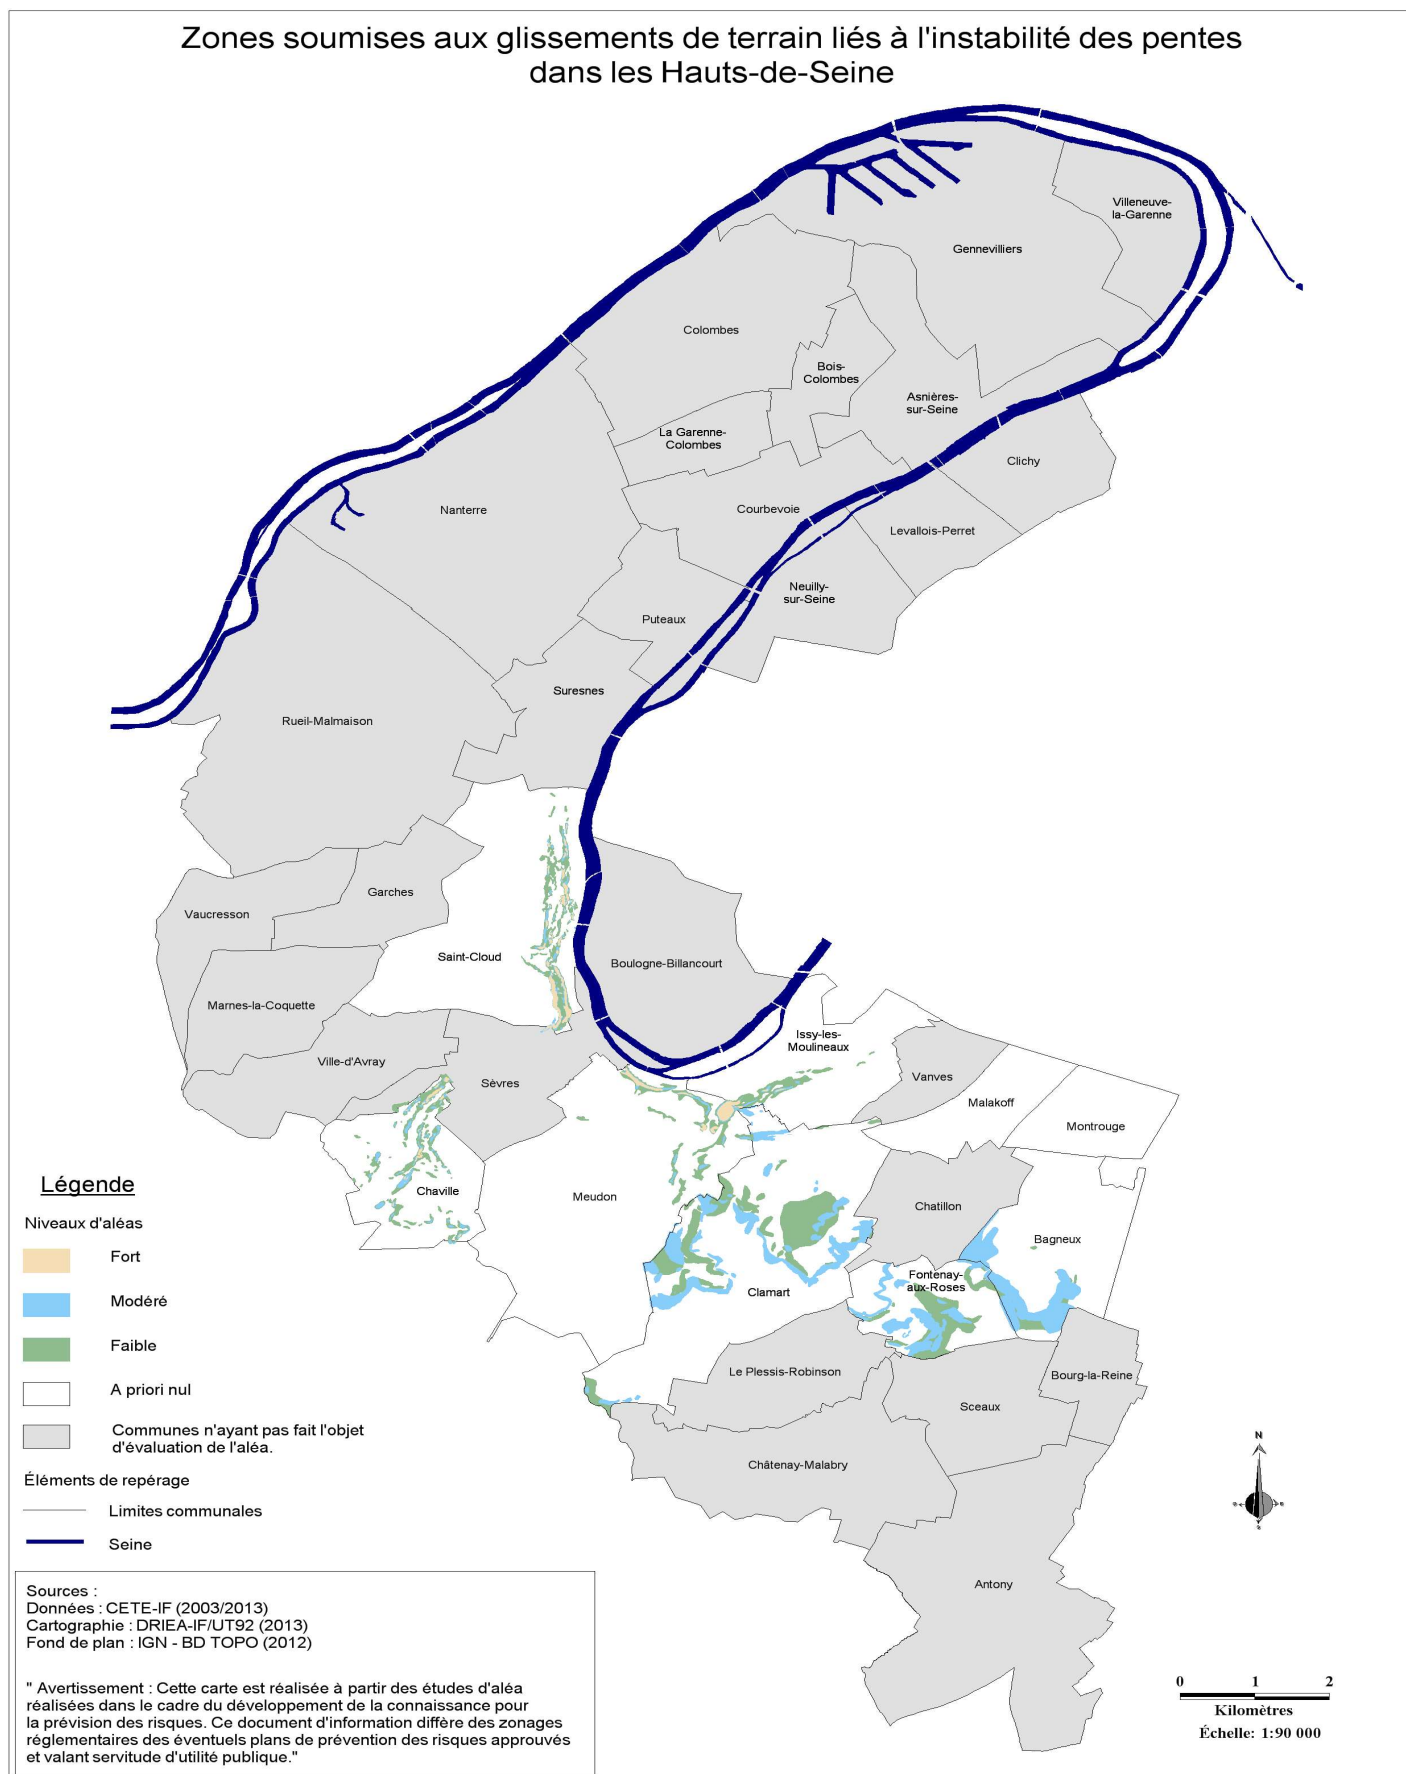 Zones soumises aux glissements de terrain liés à l'instabilité des pentes
dans les Hauts-de-Seine
Villeneuve-
la-Garenne
Gennevilliers
Colombes
Bois-
Colombes
Asnières-
sur-Seine
La Garenne-
Colombes
Clichy
Nanterre
Courbevoie
Levallois-Perret
Neuilly-
sur-Seine
Puteaux
Suresnes
Rueil-Malmaison
Garches
Vaucresson
Saint-Cloud
Boulogne-Billancourt
Marnes-la-Coquette
Issy-les-
Moulineaux
Ville-d'Avray
Sèvres
Vanves
Malakoff
Montrouge
Chaville
Meudon
Chatillon
Bagneux
Fontenay-
aux-Roses
Clamart
Le Plessis-Robinson
Bourg-la-Reine
Sceaux
Châtenay-Malabry
Antony
Légende
Niveaux d'aléas
Fort
Modéré
Faible
A priori nul
Communes n'ayant pas fait l'objet
d'évaluation de l'aléa.
Éléments de repérage
Limites communales
Seine
Sources :
Données : CETE-IF (2003/2013)
Cartographie : DRIEA-IF/UT92 (2013)
Fond de plan : IGN - BD TOPO (2012)
" Avertissement : Cette carte est réalisée à partir des études d'aléa
réalisées dans le cadre du développement de la connaissance pour
la prévision des risques. Ce document d'information diffère des zonages
réglementaires des éventuels plans de prévention des risques approuvés
et valant servitude d'utilité publique."
N
0 1 2
Kilomètres
Échelle: 1:90 000